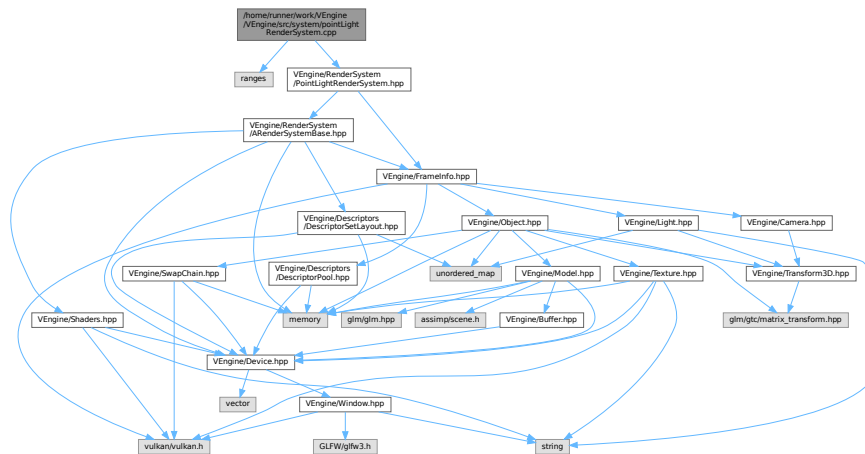 /home/runner/work/VEngine
/VEngine/src/system/pointLight
RenderSystem.cpp
ranges
VEngine/RenderSystem
/PointLightRenderSystem.hpp
VEngine/RenderSystem
/ARenderSystemBase.hpp
VEngine/FrameInfo.hpp
VEngine/Descriptors
/DescriptorSetLayout.hpp
VEngine/Object.hpp
VEngine/Light.hpp
VEngine/Camera.hpp
VEngine/SwapChain.hpp
VEngine/Descriptors
/DescriptorPool.hpp
unordered_map
VEngine/Model.hpp
VEngine/Texture.hpp
VEngine/Transform3D.hpp
VEngine/Shaders.hpp
memory
glm/glm.hpp
assimp/scene.h
VEngine/Buffer.hpp
glm/gtc/matrix_transform.hpp
VEngine/Device.hpp
vector
VEngine/Window.hpp
vulkan/vulkan.h
GLFW/glfw3.h
string